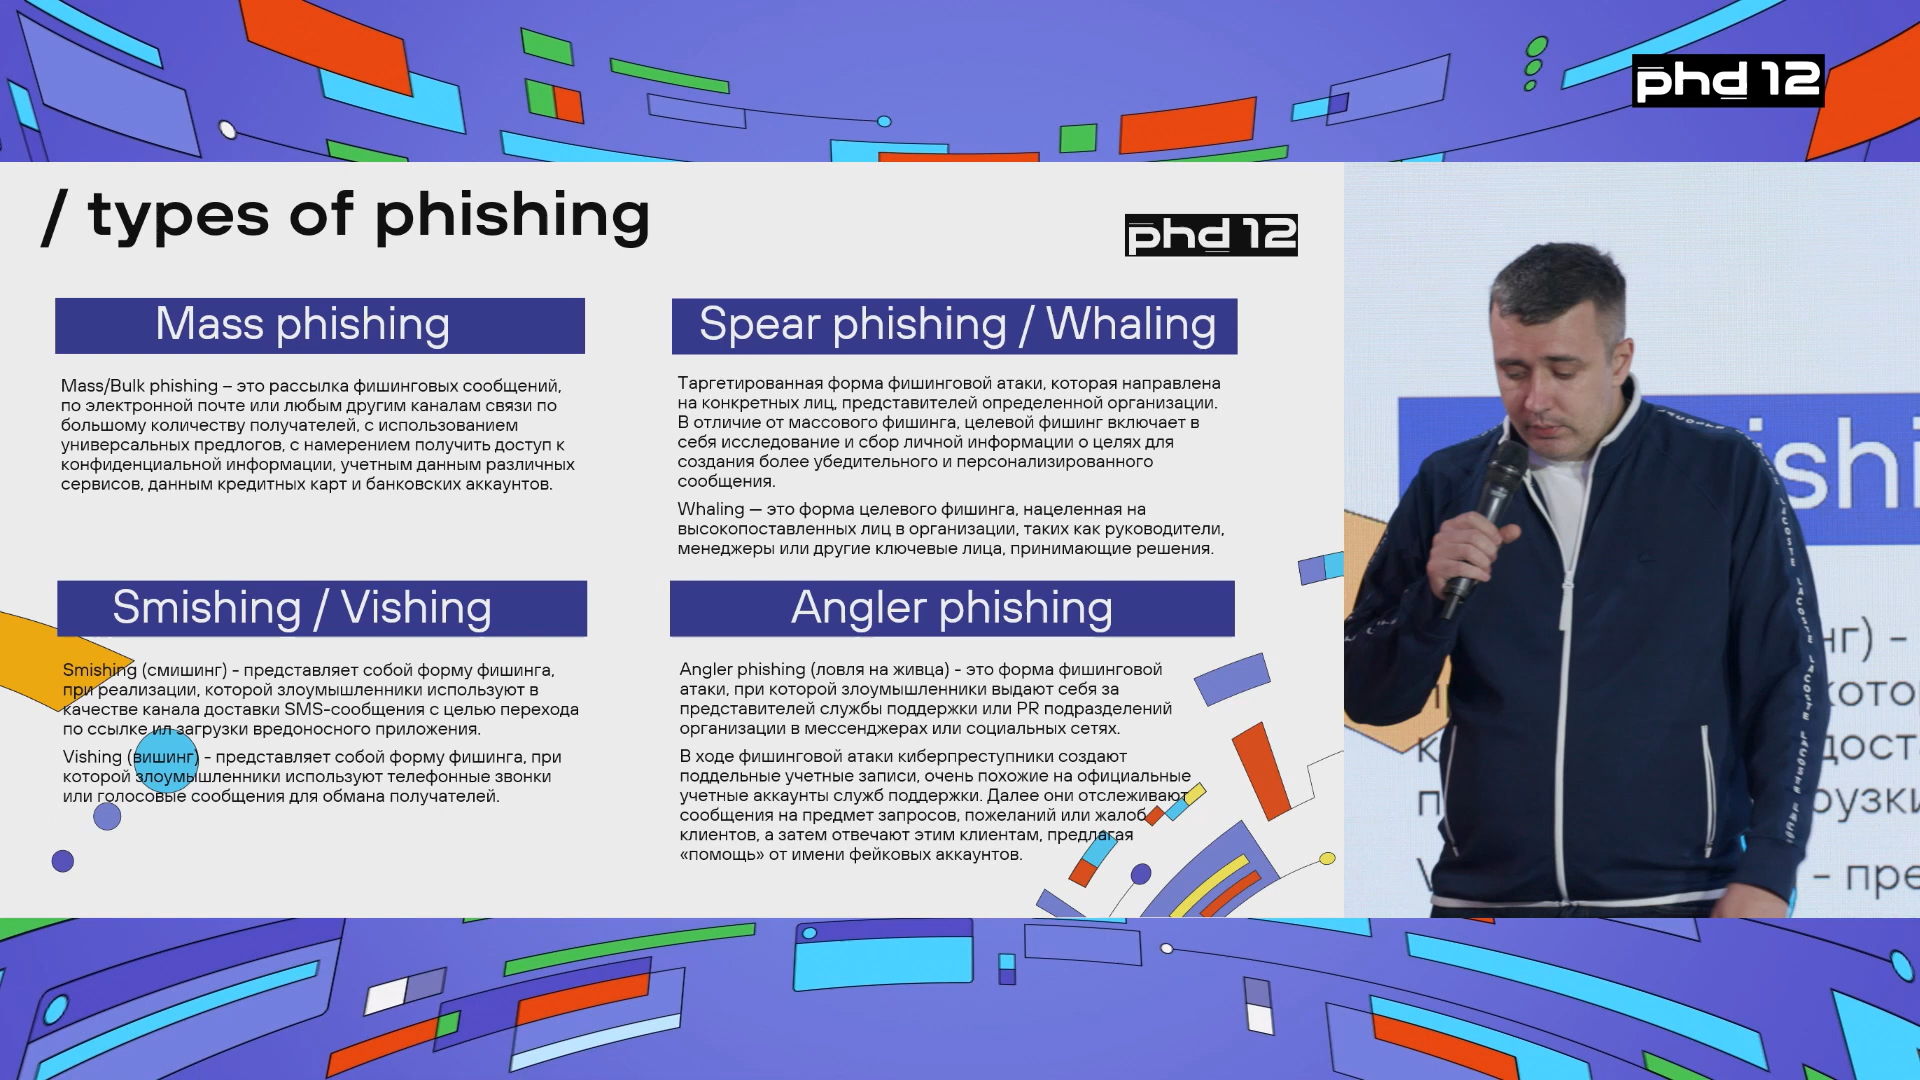 phd 12
/ types of phishing
phd 12
Mass phishing
Mass/Bulk phishing – это рассылка фишинговых сообщений,
по электронной почте или любым другим каналам связи по
большому количеству получателей, с использованием
универсальных предлогов, с намерением получить доступ к
конфиденциальной информации, учетным данным различных
сервисов, данным кредитных карт и банковских аккаунтов.
Spear phishing / Whaling
Таргетированная форма фишинговой атаки, которая направлена
на конкретных лиц, представителей определенной организации.
В отличие от массового фишинга, целевой фишинг включает в
себя исследование и сбор личной информации о целях для
создания более убедительного и персонализированного
сообщения.
Whaling — это форма целевого фишинга, нацеленная на
высокопоставленных лиц в организации, таких как руководители,
менеджеры или другие ключевые лица, принимающие решения.
Smishing / Vishing
Smishing (смишинг) - представляет собой форму фишинга,
при реализации, которой злоумышленники используют в
качестве канала доставки SMS-сообщения с целью перехода
по ссылке ил загрузки вредоносного приложения.
Vishing (вишинг) - представляет собой форму фишинга, при
которой злоумышленники используют телефонные звонки
или голосовые сообщения для обмана получателей.
Angler phishing
Angler phishing (ловля на живца) - это форма фишинговой
атаки, при которой злоумышленники выдают себя за
представителей службы поддержки или PR подразделений
организации в мессенджерах или социальных сетях.
В ходе фишинговой атаки киберпреступники создают
поддельные учетные записи, очень похожие на официальные
учетные аккаунты служб поддержки. Далее они отслеживают
сообщения на предмет запросов, пожеланий или жалоб
клиентов, а затем отвечают этим клиентам, предлагая
«помощь» от имени фейковых аккаунтов.
ishi
нг) -
кото
дост
рузки
- пре
LACOSTE LACOSTE LACOSTE